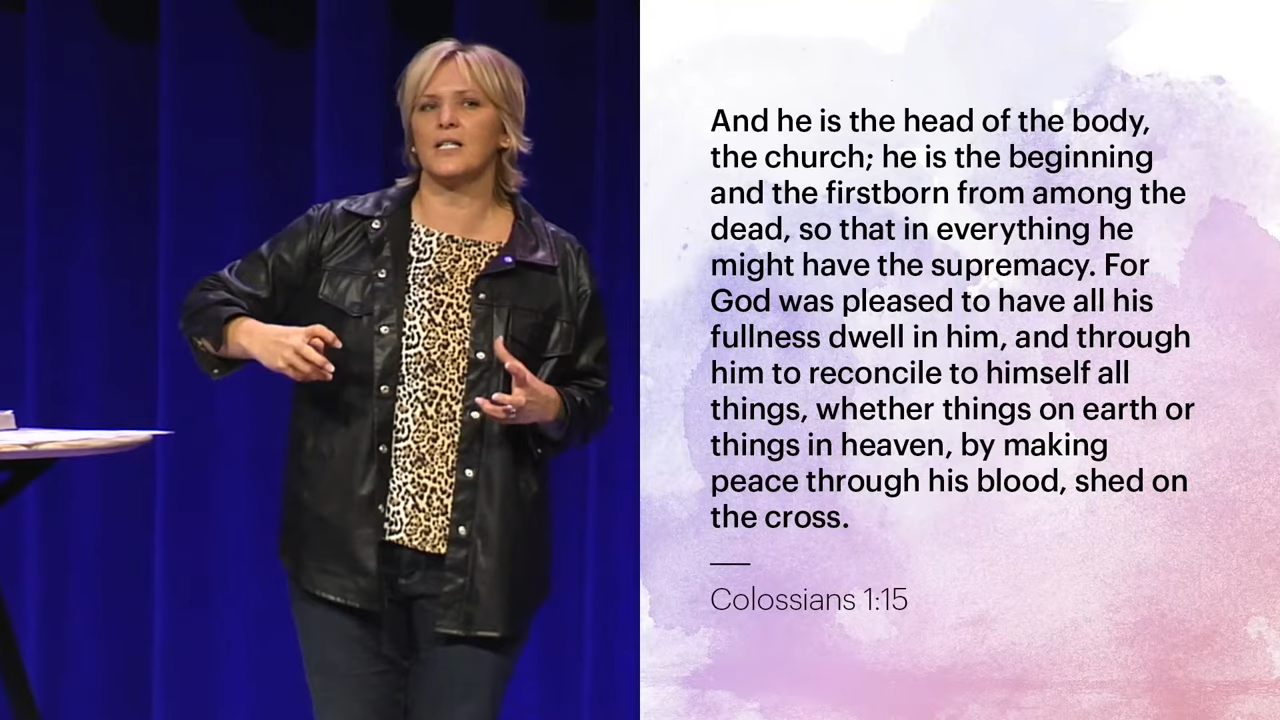 And he is the head of the body,
the church; he is the beginning
and the firstborn from among the
dead, so that in everything he
might have the supremacy. For
God was pleased to have all his
fullness dwell in him, and through
him to reconcile to himself all
things, whether things on earth or
things in heaven, by making
peace through his blood, shed on
the cross.
Colossians 1:15